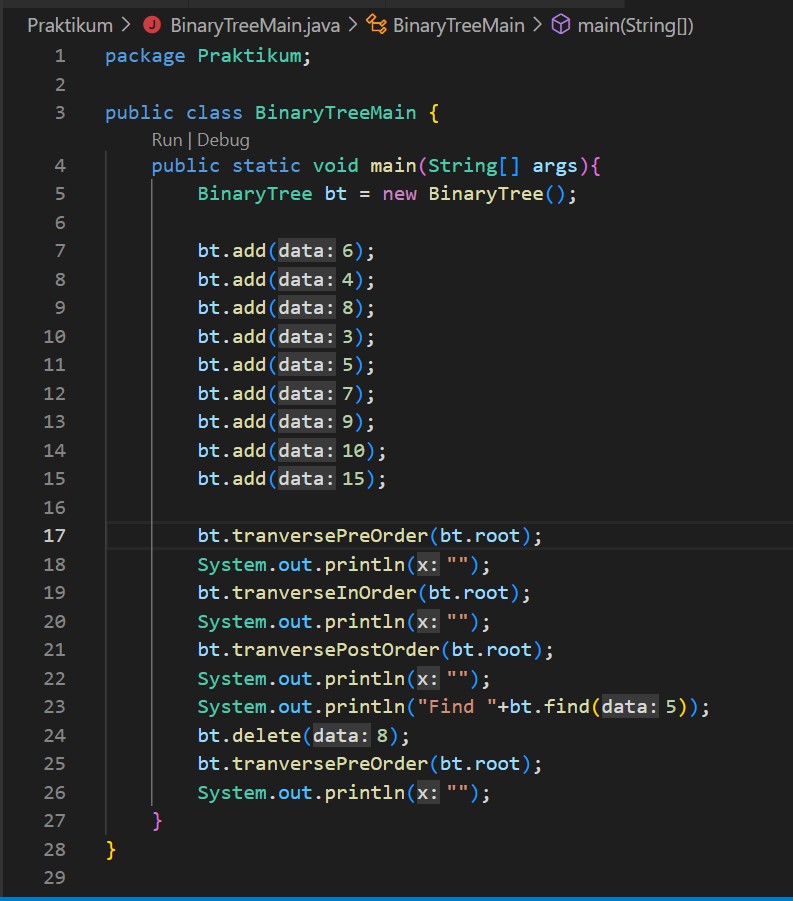 Praktikum > BinaryTreeMain.java > BinaryTreeMain > main(String[])
1 package Praktikum;
2
3 public class BinaryTreeMain {
Run | Debug
4 public static void main(String[] args){
5 BinaryTree bt = new BinaryTree();
6
7 bt.add(data: 6);
8 bt.add(data: 4);
9 bt.add(data: 8);
10 bt.add(data: 3);
11 bt.add(data: 5);
12 bt.add(data: 7);
13 bt.add(data: 9);
14 bt.add(data: 10);
15 bt.add(data: 15);
16
17 bt.tranversePreOrder(bt.root);
18 System.out.println(x: "");
19 bt.tranverseInOrder(bt.root);
20 System.out.println(x: "");
21 bt.tranversePostOrder(bt.root);
22 System.out.println(x: "");
23 System.out.println("Find "+bt.find(data: 5));
24 bt.delete(data: 8);
25 bt.tranversePreOrder(bt.root);
26 System.out.println(x: "");
27 }
28 }
29